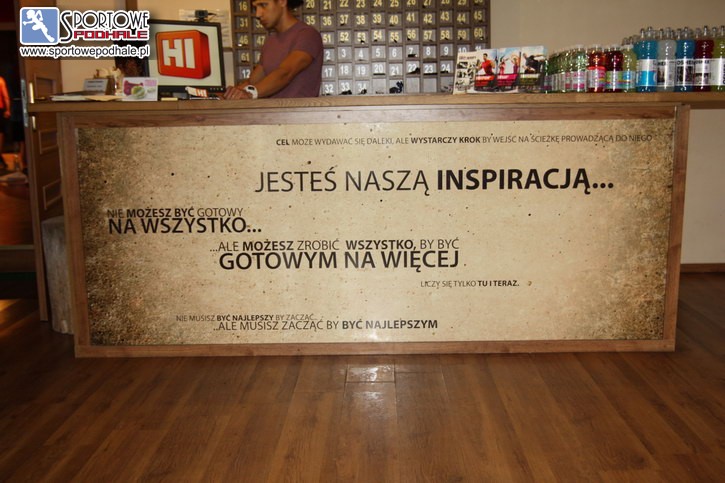 SPORTOWE
PODHALE
www.sportowepodhale.pl
HI
CEL MOŻE WYDAWAĆ SIĘ DALEKI, ALE WYSTARCZY KROK BY WEJŚĆ NA ŚCIEŻKĘ PROWADZĄCĄ DO NIEGO
JESTEŚ NASZĄ INSPIRACJĄ...
NIE MOŻESZ BYĆ GOTOWY
NA WSZYSTKO...
...ALE MOŻESZ ZROBIĆ WSZYSTKO, BY BYĆ
GOTOWYM NA WIĘCEJ
LICZY SIĘ TYLKO TU I TERAZ.
NIE MUSISZ BYĆ NAJLEPSZY BY ZACZĄĆ...
...ALE MUSISZ ZACZĄĆ BY BYĆ NAJLEPSZYM